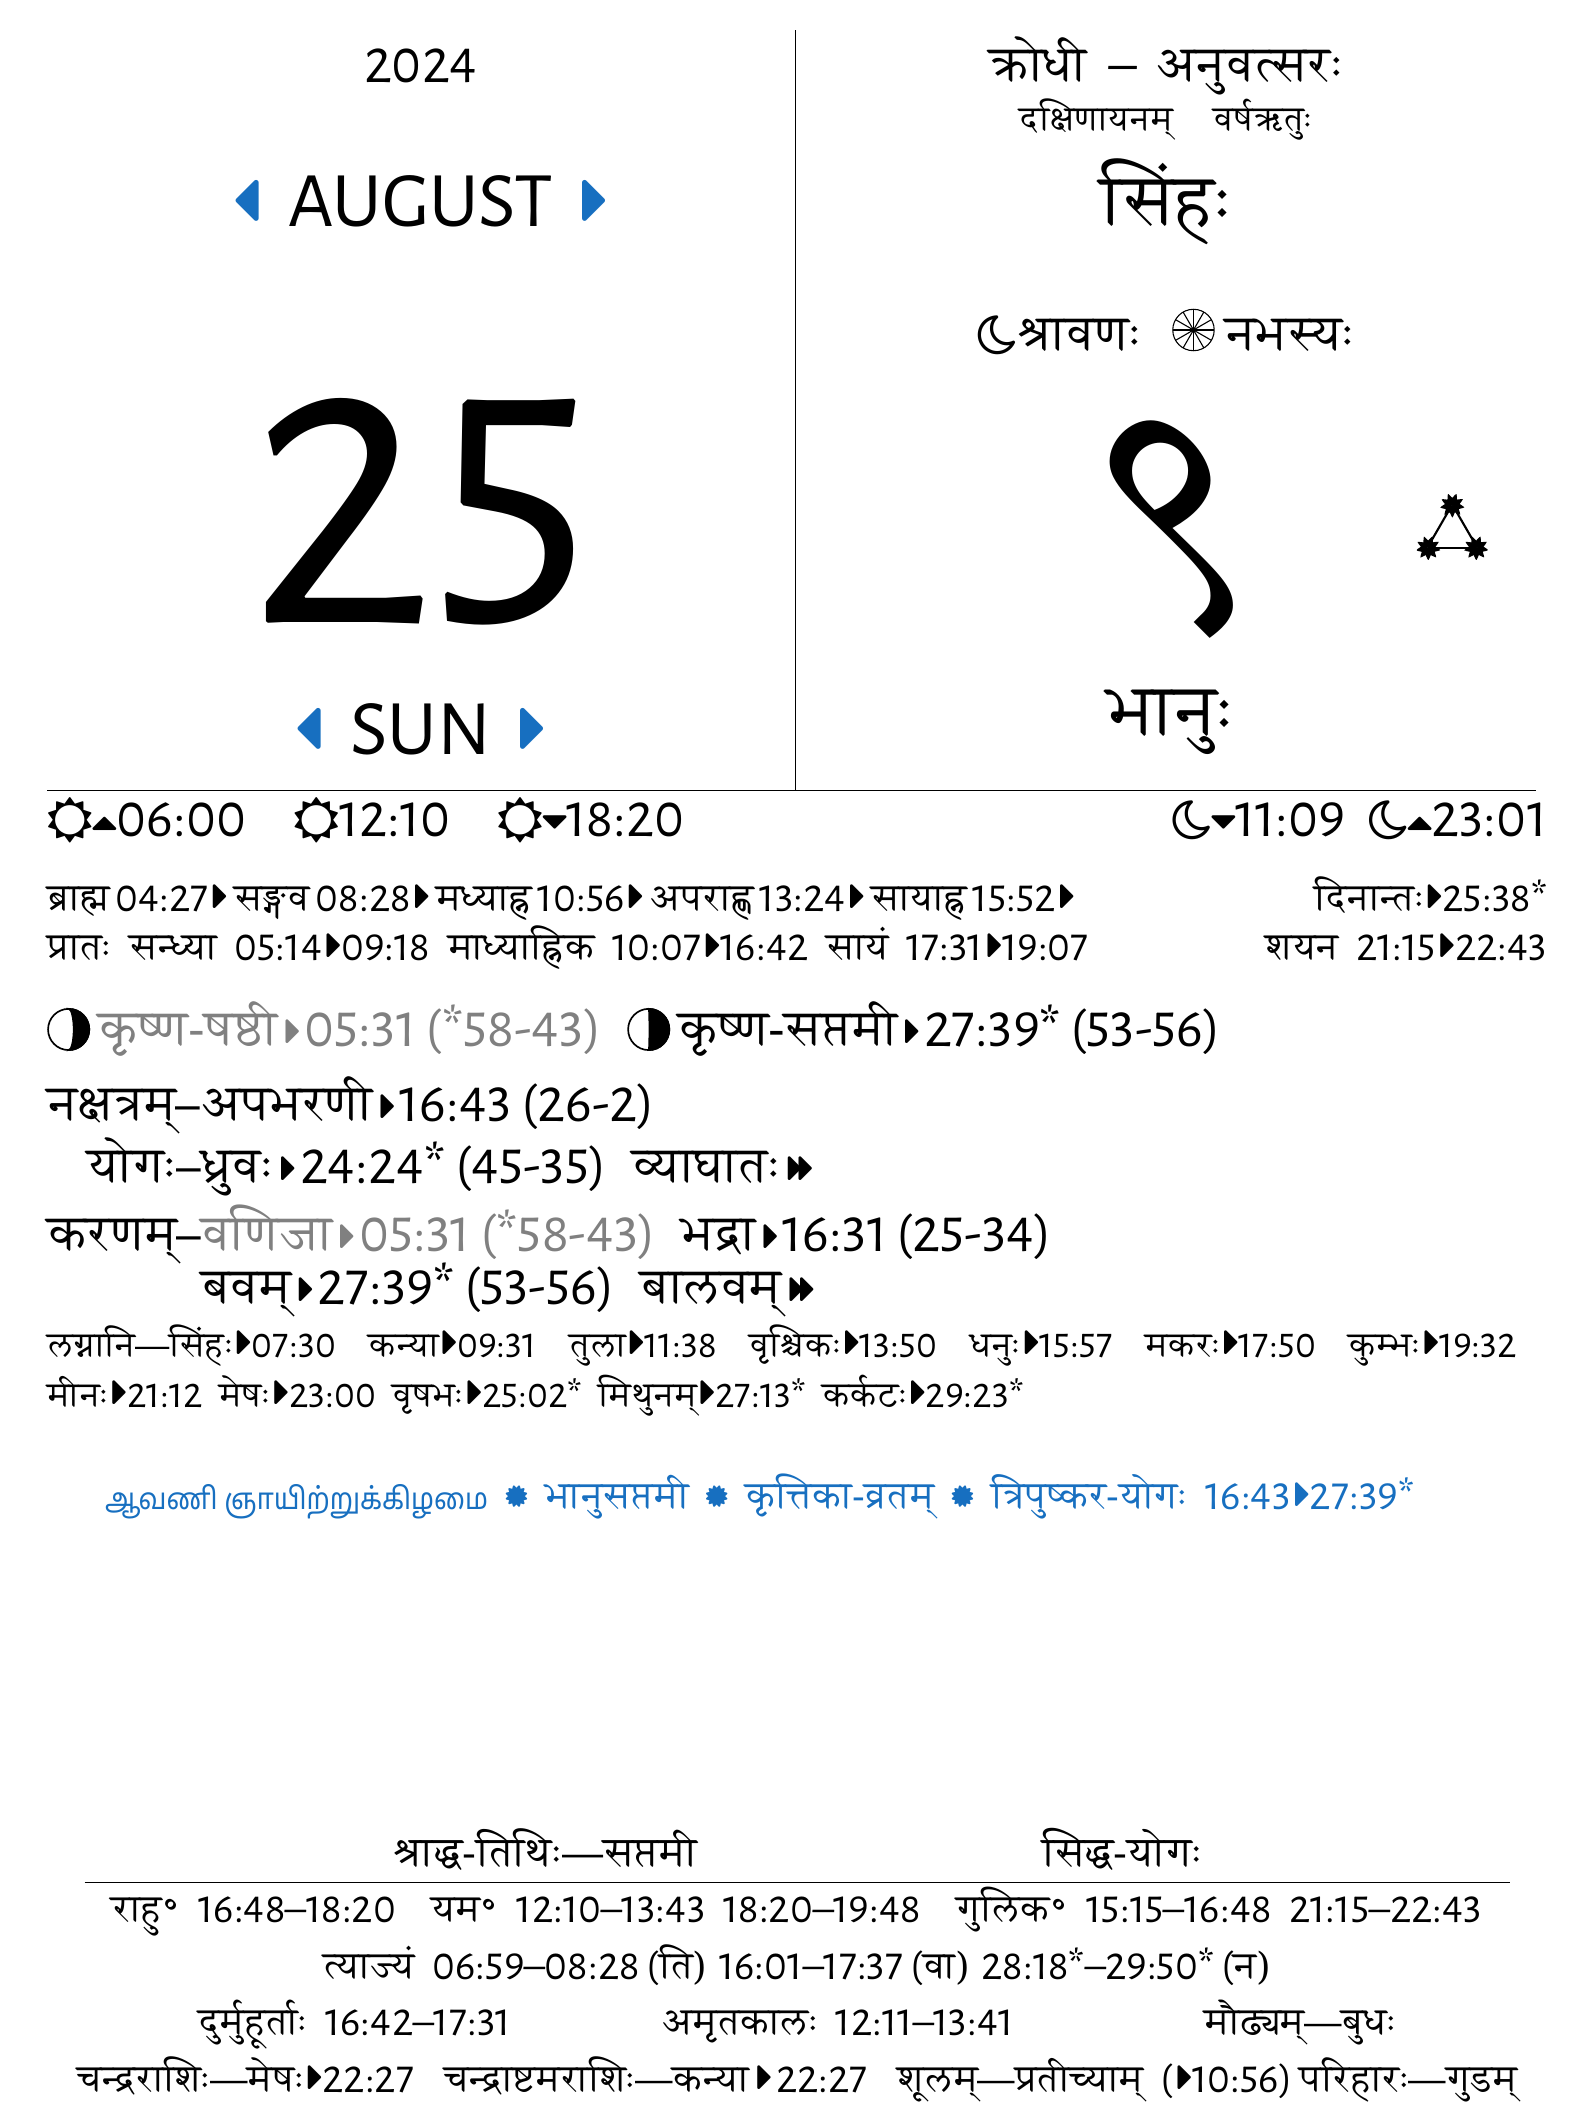 2024
AUGUST
25
SUN
क्रोधी – अनुवत्सरः
दक्षिणायनम् वर्षऋतुः
सिंहः
श्रावणः नभस्यः
९
भानुः
06:00 12:10 18:20 11:09 23:01
ब्राह्म 04:27 सङ्गव 08:28 मध्याह्न 10:56 अपराह्ण 13:24 सायाह्न 15:52 दिनान्तः 25:38*
प्रातः सन्ध्या 05:14 09:18 माध्याह्निक 10:07 16:42 सायं 17:31 19:07 शयन 21:15 22:43
कृष्ण-षष्ठी 05:31 (*58-43) कृष्ण-सप्तमी 27:39* (53-56)
नक्षत्रम्–अपभरणी 16:43 (26-2)
योगः–ध्रुवः 24:24* (45-35) व्याघातः
करणम्–वणिजा 05:31 (*58-43) भद्रा 16:31 (25-34)
बवम् 27:39* (53-56) बालवम्
लग्नानि—सिंहः 07:30 कन्या 09:31 तुला 11:38 वृश्चिकः 13:50 धनुः 15:57 मकरः 17:50 कुम्भः 19:32
मीनः 21:12 मेषः 23:00 वृषभः 25:02* मिथुनम् 27:13* कर्कटः 29:23*
ஆவணி ஞாயிற்றுக்கிழமை भानुसप्तमी कृत्तिका-व्रतम् त्रिपुष्कर-योगः 16:43 27:39*
श्राद्ध-तिथिः—सप्तमी सिद्ध-योगः
राहु॰ 16:48–18:20 यम॰ 12:10–13:43 18:20–19:48 गुलिक॰ 15:15–16:48 21:15–22:43
त्याज्यं 06:59–08:28 (ति) 16:01–17:37 (वा) 28:18*–29:50* (न)
दुर्मुहूर्ताः 16:42–17:31 अमृतकालः 12:11–13:41 मौढ्यम्—बुधः
चन्द्रराशिः—मेषः 22:27 चन्द्राष्टमराशिः—कन्या 22:27 शूलम्—प्रतीच्याम् ( 10:56) परिहारः—गुडम्